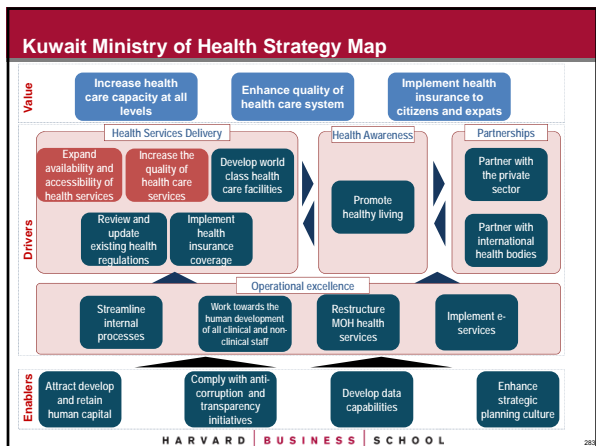 Kuwait Ministry of Health Strategy Map
Value
Increase health
care capacity at all
levels
Enhance quality of
health care system
Implement health
insurance to
citizens and expats
Drivers
Health Services Delivery
Expand
availability and
accessibility of
health services
Increase the
quality of
health care
services
Develop world
class health
care facilities
Review and
update
existing health
regulations
Implement
health
insurance
coverage
Health Awareness
Promote
healthy living
Partnerships
Partner with
the private
sector
Partner with
international
health bodies
Operational excellence
Streamline
internal
processes
Work towards the
human development
of all clinical and non-
clinical staff
Restructure
MOH health
services
Implement e-
services
Enablers
Attract develop
and retain
human capital
Comply with anti-
corruption and
transparency
initiatives
Develop data
capabilities
Enhance
strategic
planning culture
HARVARD | BUSINESS | SCHOOL
283